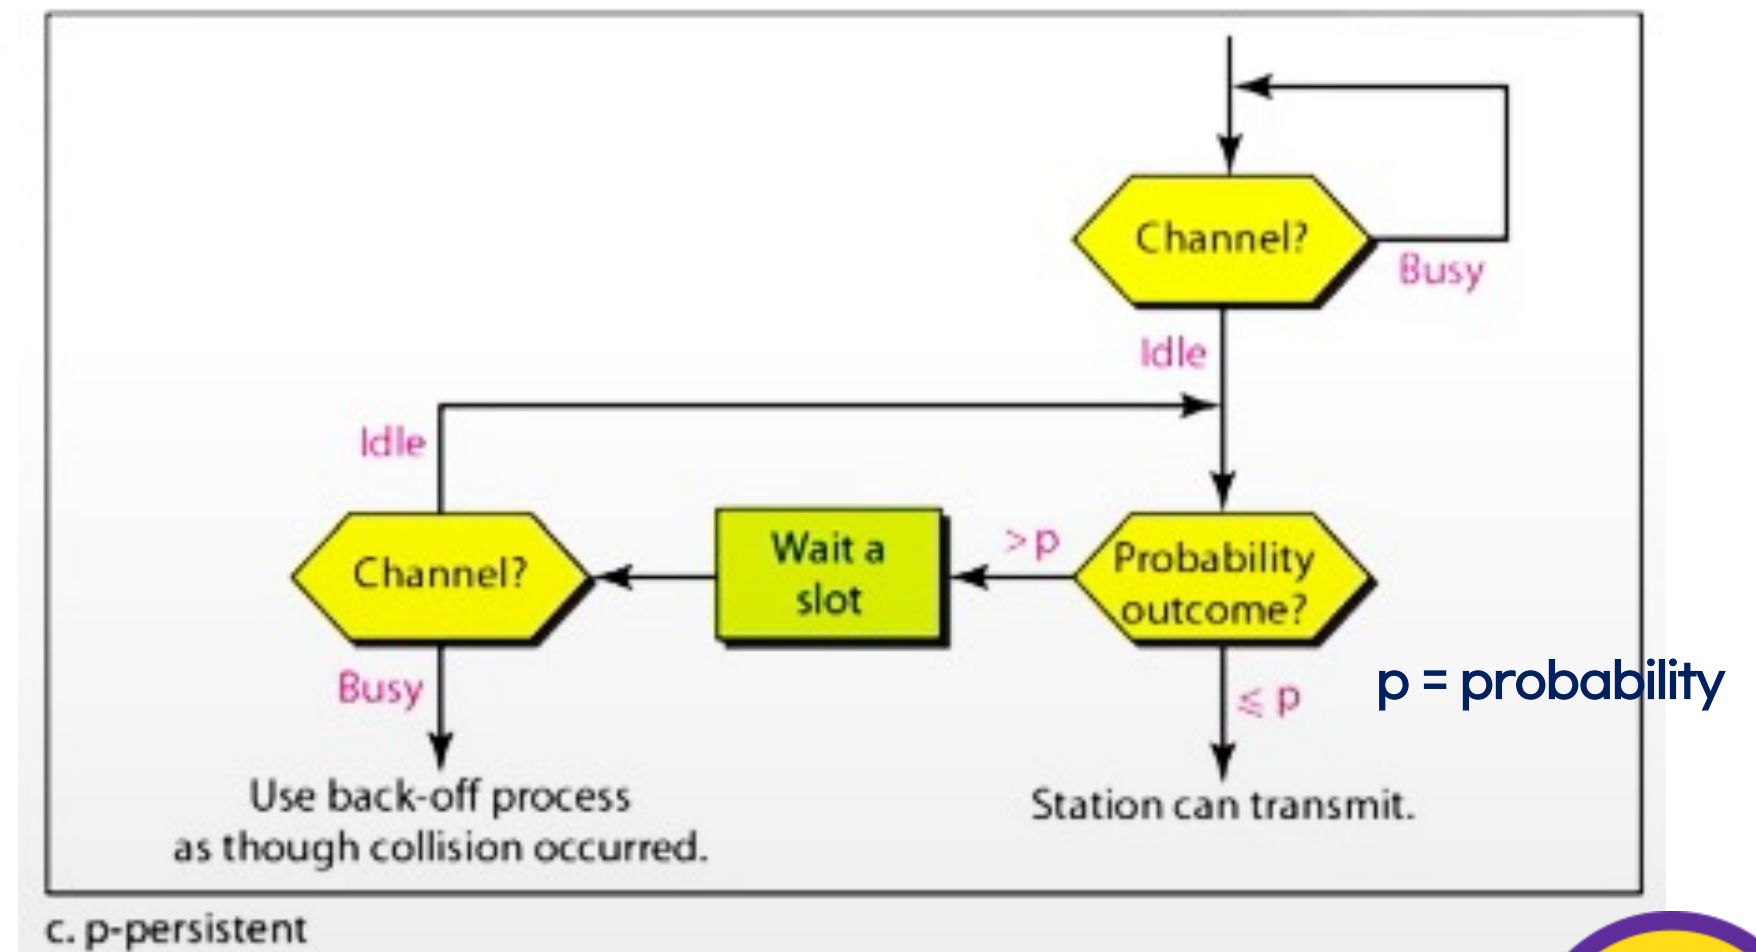 Channel?
Busy
Idle
Idle
Channel?
Wait a
slot
> p
Probability
outcome?
Busy
≤ p
p = probability
Use back-off process
as though collision occurred.
Station can transmit.
c. p-persistent